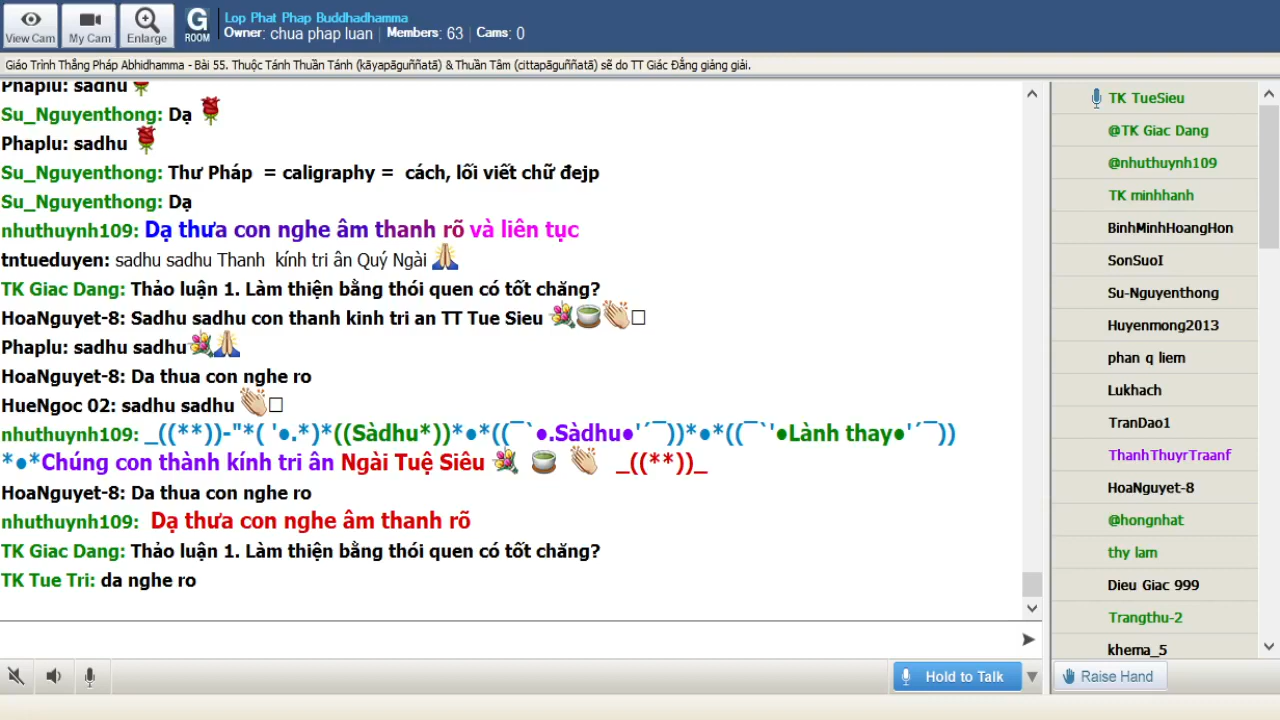 View Cam
My Cam
Enlarge
G
ROOM
Lop Phat Phap Buddhadhamma
Owner: chua phap luan | Members: 63 | Cams: 0
Giáo Trình Thắng Pháp Abhidhamma - Bài 55. Thuộc Tánh Thuần Tánh (kāyapāguññatā) & Thuần Tâm (cittapāguññatā) sẽ do TT Giác Đẳng giảng giải.
Phaplu: sadhu
Su_Nguyenthong: Dạ
Phaplu: sadhu
Su_Nguyenthong: Thư Pháp = caligraphy = cách, lối viết chữ đejp
Su_Nguyenthong: Dạ
nhuthuynh109: Dạ thưa con nghe âm thanh rõ và liên tục
tntueduyen: sadhu sadhu Thanh kính tri ân Quý Ngài 🙏
TK Giac Dang: Thảo luận 1. Làm thiện bằng thói quen có tốt chăng?
HoaNguyet-8: Sadhu sadhu con thanh kinh tri an TT Tue Sieu 💐🍵👏□
Phaplu: sadhu sadhu💐🙏
HoaNguyet-8: Da thua con nghe ro
HueNgoc 02: sadhu sadhu 👏□
nhuthuynh109: _((**))-"*( '●.*)*((Sàdhu*))*●*((¯`●.Sàdhu●'´¯))*●*((¯`'●Lành thay●'´¯))
*●*Chúng con thành kính tri ân Ngài Tuệ Siêu 💐 🍵 👏 _((**))_
HoaNguyet-8: Da thua con nghe ro
nhuthuynh109: Dạ thưa con nghe âm thanh rõ
TK Giac Dang: Thảo luận 1. Làm thiện bằng thói quen có tốt chăng?
TK Tue Tri: da nghe ro
Hold to Talk
TK TueSieu
@TK Giac Dang
@nhuthuynh109
TK minhhanh
BinhMinhHoangHon
SonSuoI
Su-Nguyenthong
Huyenmong2013
phan q liem
Lukhach
TranDao1
ThanhThuyrTraanf
HoaNguyet-8
@hongnhat
thy lam
Dieu Giac 999
Trangthu-2
khema_5
Raise Hand